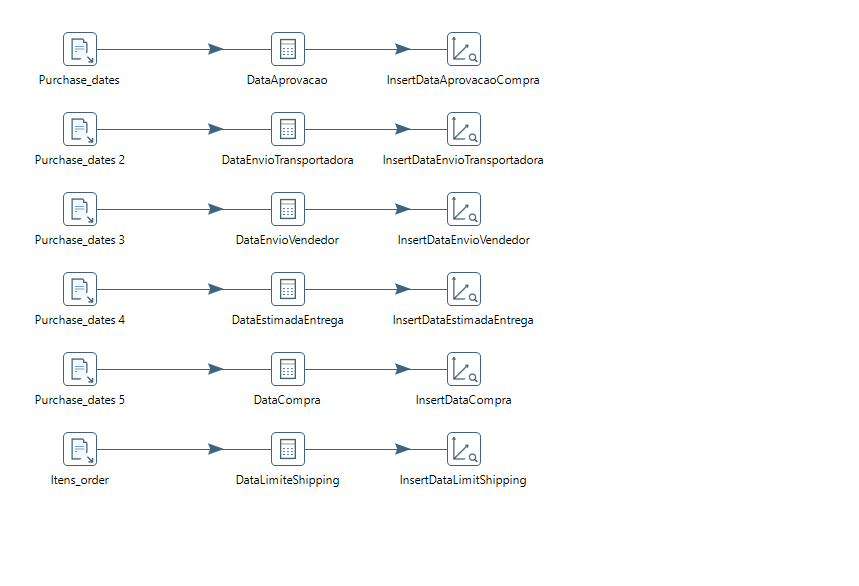 Purchase_dates
DataAprovacao
InsertDataAprovacaoCompra
Purchase_dates 2
DataEnvioTransportadora
InsertDataEnvioTransportadora
Purchase_dates 3
DataEnvioVendedor
InsertDataEnvioVendedor
Purchase_dates 4
DataEstimadaEntrega
InsertDataEstimadaEntrega
Purchase_dates 5
DataCompra
InsertDataCompra
Itens_order
DataLimiteShipping
InsertDataLimitShipping